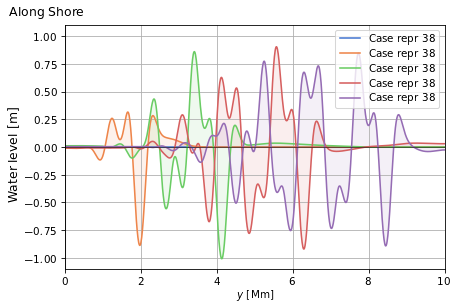 Along Shore
1.00
0.75
0.50
0.25
0.00
−0.25
−0.50
−0.75
−1.00
Water level [m]
Case repr 38
Case repr 38
Case repr 38
Case repr 38
Case repr 38
0 2 4 6 8 10
y [Mm]